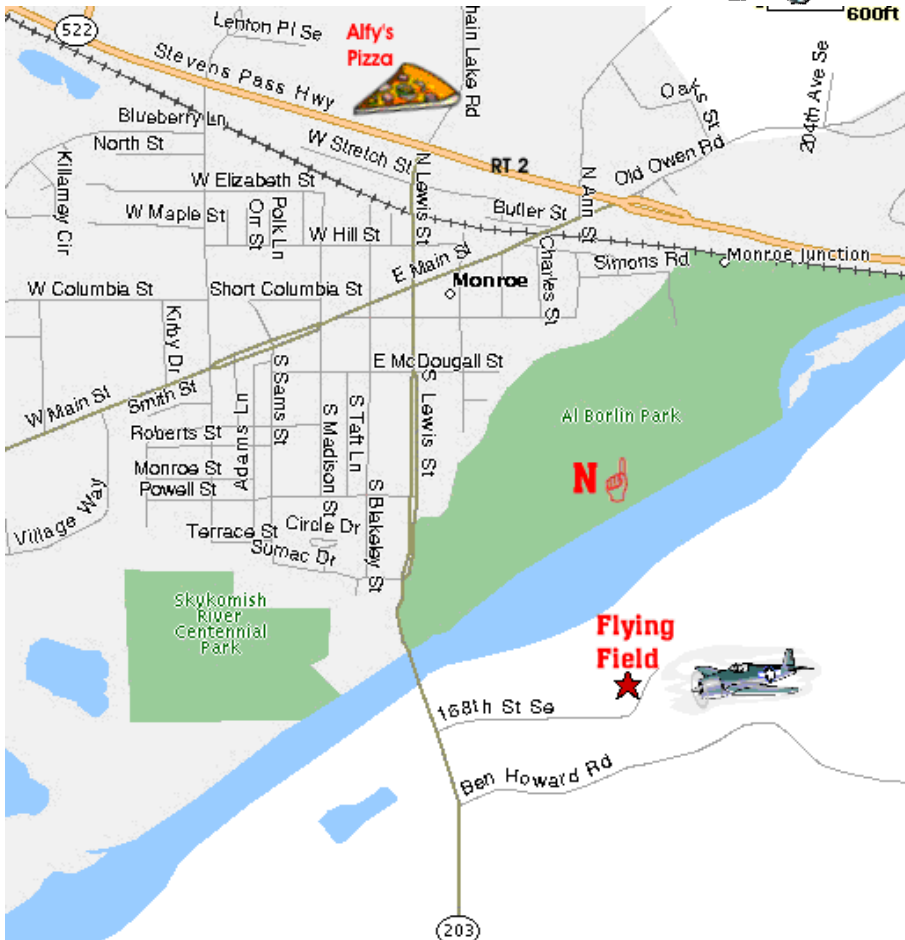 600ft
522
Lenton Pl Se
Alfy's
Pizza
hain Lake Rd
Stevens Pass Hwy
204th Ave Se
Blueberry Ln
North St
W Stretch St
RT 2
Old Owen Rd
Killarney Cir
W Elizabeth St
N Lewis St
N Ann St
W Maple St
Orr St
Polk Ln
Butler St
W Hill St
E Main St
Charles St
Simons Rd
Monroe Junction
W Columbia St
Short Columbia St
Monroe
Kirby Dr
E McDougall St
S Sams St
W Main St
Smith St
Adams Ln
S Madison St
S Taft Ln
S Lewis St
Al Borlin Park
Roberts St
Monroe St
Powell St
N
Village Way
S Blakeley St
Terrace St
Circle Dr
Sumac Dr
Skykomish
River
Centennial
Park
Flying
Field
168th St Se
Ben Howard Rd
203